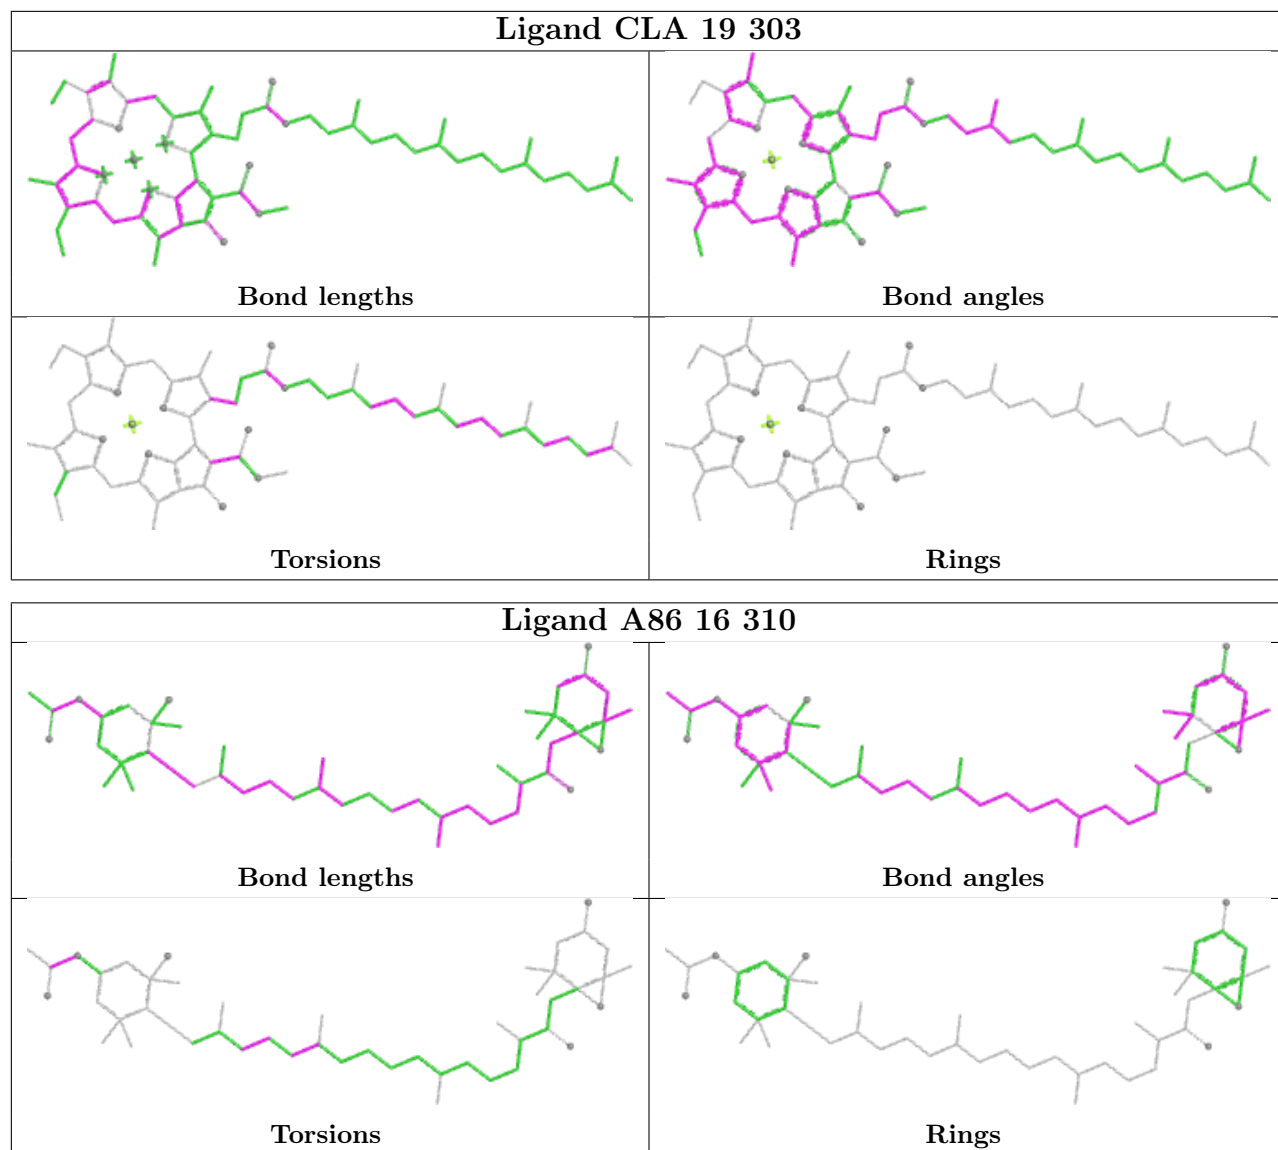 Ligand CLA 19 303
Bond lengths
Bond angles
Torsions
Rings
Ligand A86 16 310
Bond lengths
Bond angles
Torsions
Rings